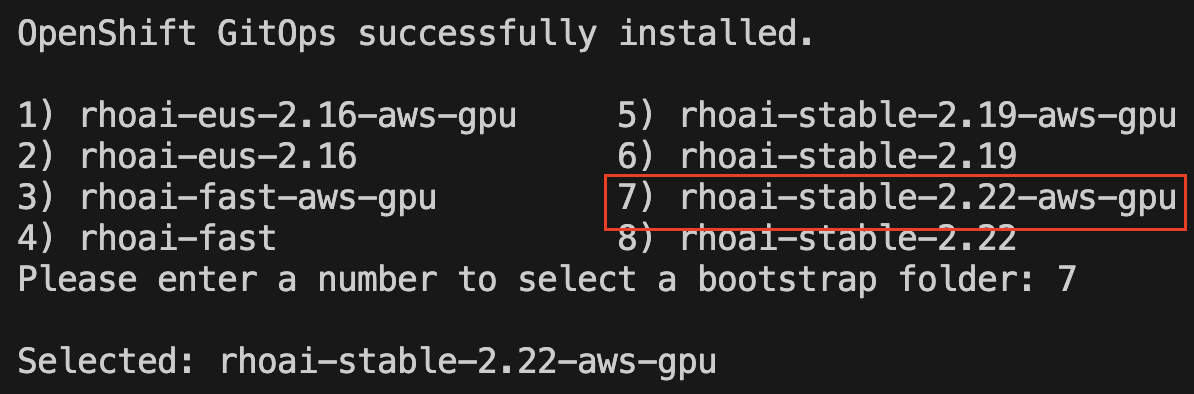 OpenShift GitOps successfully installed.
1) rhoai-eus-2.16-aws-gpu     5) rhoai-stable-2.19-aws-gpu
2) rhoai-eus-2.16             6) rhoai-stable-2.19
3) rhoai-fast-aws-gpu         7) rhoai-stable-2.22-aws-gpu
4) rhoai-fast                 8) rhoai-stable-2.22
Please enter a number to select a bootstrap folder: 7
Selected: rhoai-stable-2.22-aws-gpu